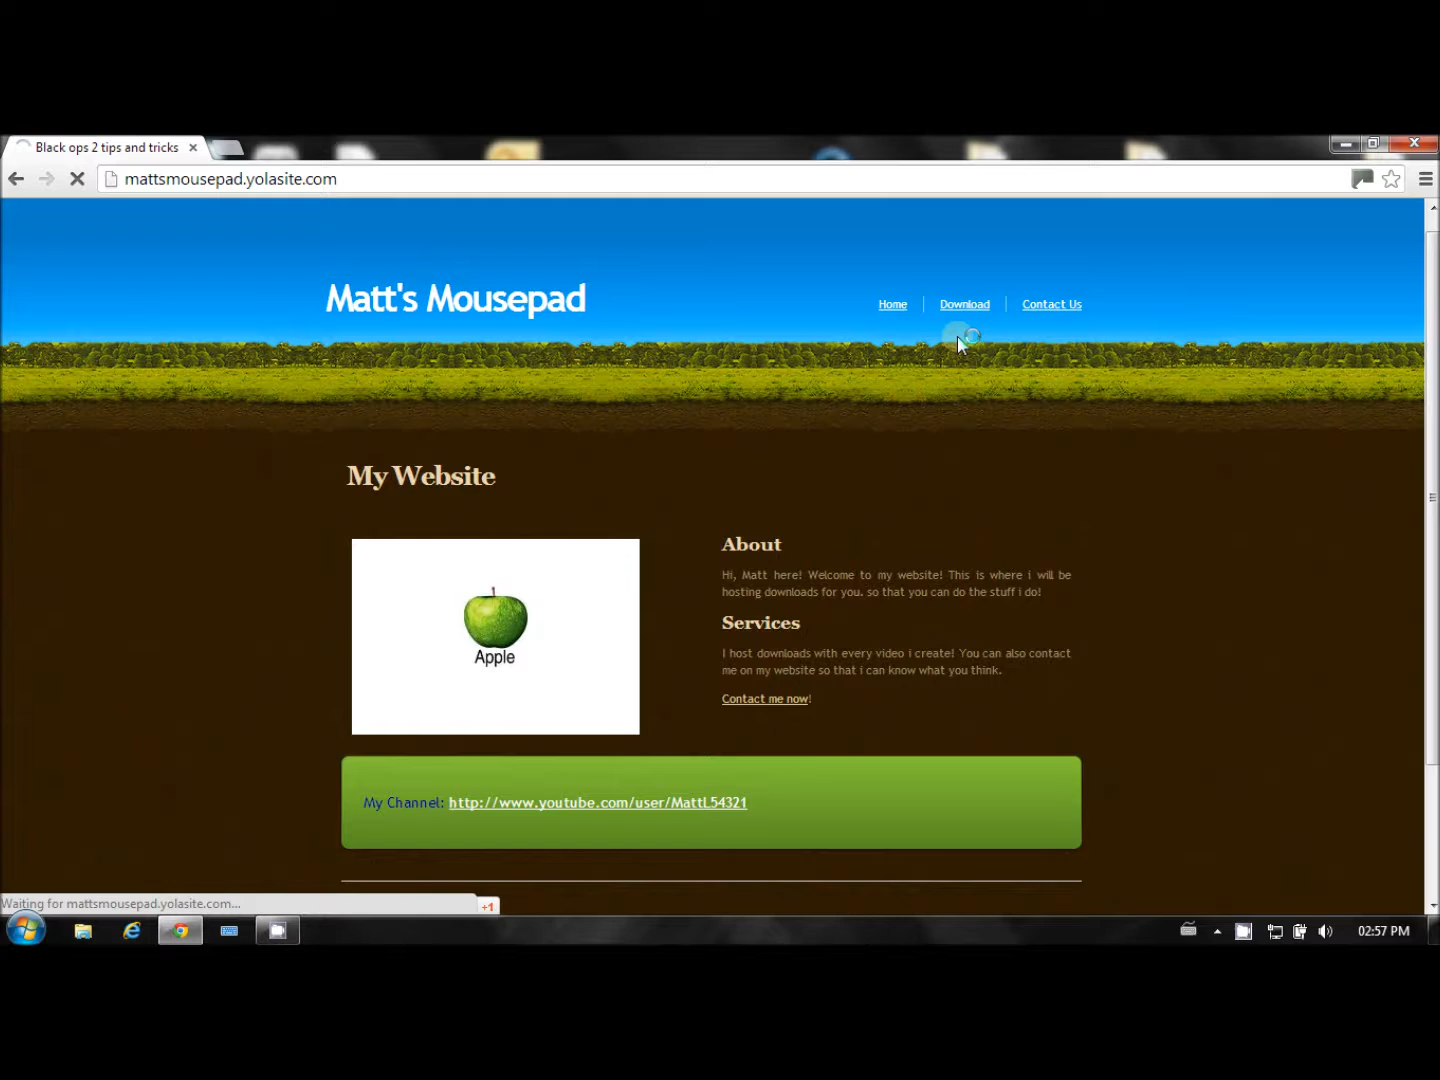 Black ops 2 tips and tricks
mattsmousepad.yolasite.com
Matt's Mousepad
Home
Download
Contact Us
My Website
Apple
About
Hi, Matt here! Welcome to my website! This is where i will be
hosting downloads for you. so that you can do the stuff i do!
Services
I host downloads with every video i create! You can also contact
me on my website so that i can know what you think.
Contact me now!
My Channel: http://www.youtube.com/user/MattL54321
Waiting for mattsmousepad.yolasite.com...
+1
02:57 PM